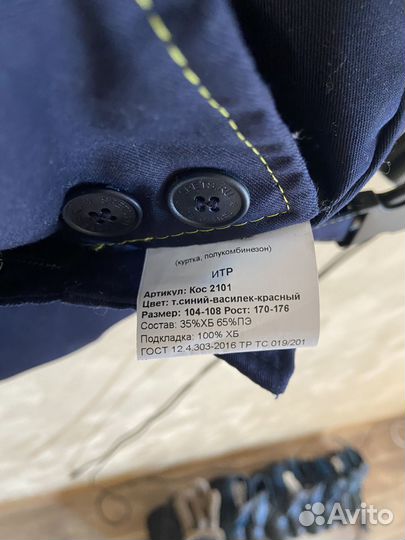 (куртка, полукомбинезон)
ИТР
Артикул: Кос 2101
Цвет: т.синий-василек-красный
Размер: 104-108 Рост: 170-176
Состав: 35%ХБ 65%ПЭ
Подкладка: 100% ХБ
ГОСТ 12.4.303-2016 ТР ТС 019/201
Avito